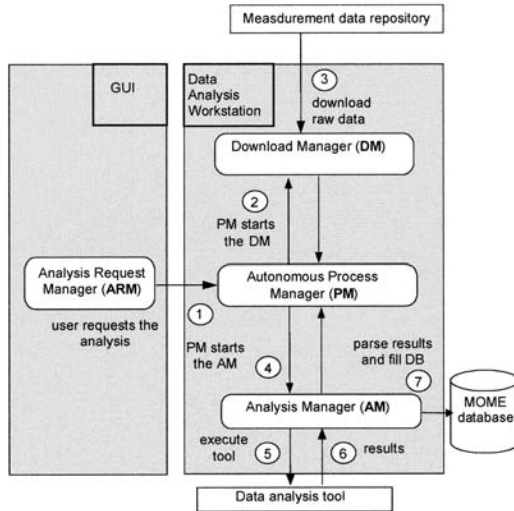 Measdurement data repository
GUI
Data
Analysis
Workstation
3
download
raw data
Download Manager (DM)
2
PM starts
the DM
Analysis Request
Manager (ARM)
Autonomous Process
Manager (PM)
1
user requests the
analysis
PM starts
the AM
4
parse results
and fill DB
7
Analysis Manager (AM)
MOME
database
execute
tool
5
6
results
Data analysis tool